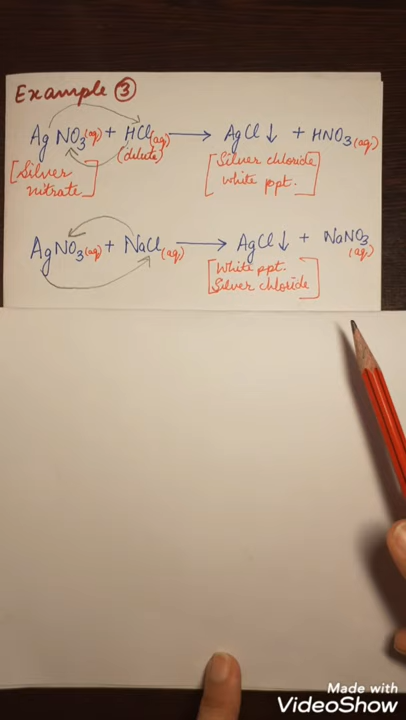 Example ③
AgNO₃(aq) + HCl(aq) ⟶ AgCl↓ + HNO₃(aq)
[Silver nitrate] (dilute) [Silver chloride white ppt.]
AgNO₃(aq) + NaCl(aq) ⟶ AgCl↓ + NaNO₃(aq)
[White ppt. Silver chloride]
Made with
VideoShow